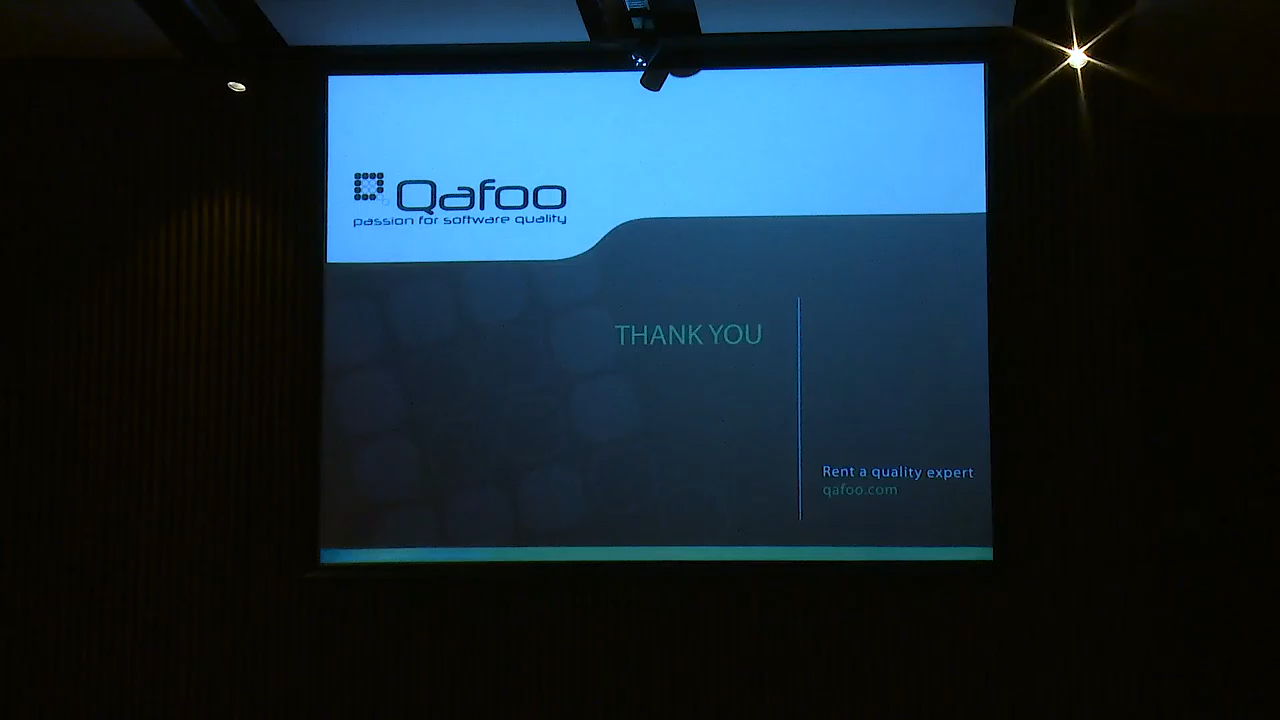 Qafoo
passion for software quality
THANK YOU
Rent a quality expert
qafoo.com